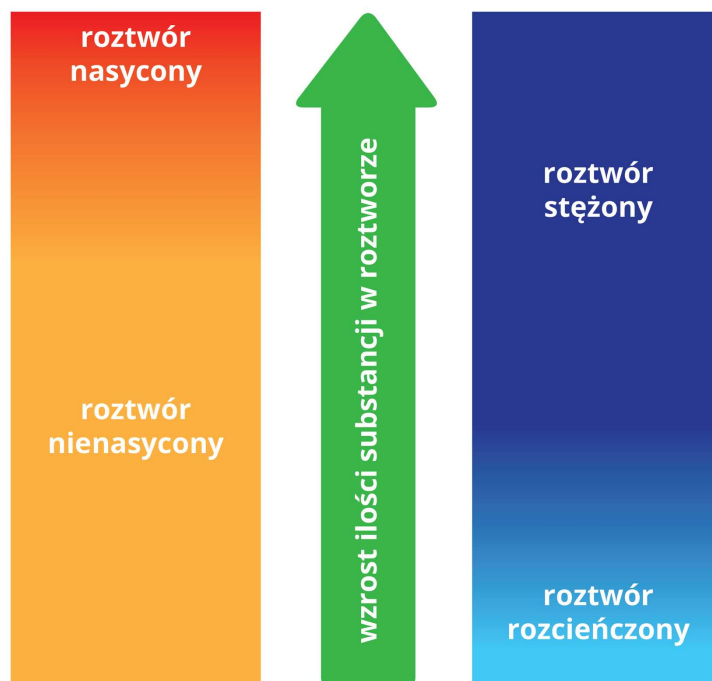 roztwór
nasycony
roztwór
nienasycony
wzrost ilości substancji w roztworze
roztwór
stężony
roztwór
rozcieńczony